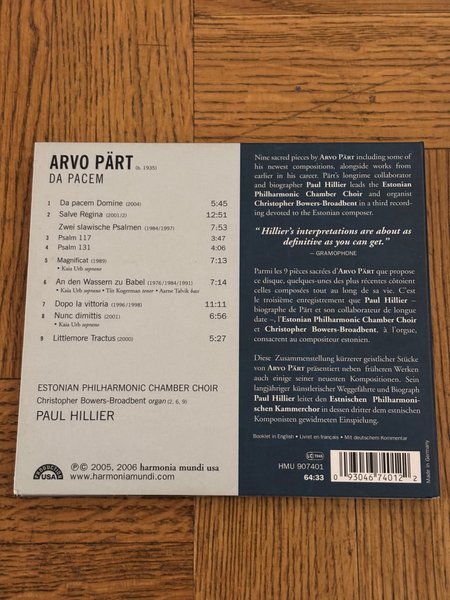 ARVO PÄRT (b. 1935)
DA PACEM
1 Da pacem Domine (2004) 5:45
2 Salve Regina (2001/2) 12:51
Zwei slawische Psalmen (1984/1997) 7:53
3 Psalm 117 3:47
4 Psalm 131 4:06
5 Magnificat (1989) 7:13
• Kaia Urb soprano
6 An den Wassern zu Babel (1976/1984/1991) 7:14
• Kaia Urb soprano • Tiit Kogerman tenor • Aarne Talvik bass
7 Dopo la vittoria (1996/1998) 11:11
8 Nunc dimittis (2001) 6:56
• Kaia Urb soprano
9 Littlemore Tractus (2000) 5:27
ESTONIAN PHILHARMONIC CHAMBER CHOIR
Christopher Bowers-Broadbent organ (2, 6, 9)
PAUL HILLIER
PRODUCTION
USA
℗© 2005, 2006 harmonia mundi usa
www.harmoniamundi.com
Nine sacred pieces by ARVO PÄRT including some
of his newest compositions, alongside works from
earlier in his career. Pärt's longtime collaborator
and biographer Paul Hillier leads the Estonian
Philharmonic Chamber Choir and organist
Christopher Bowers-Broadbent in a third recor-
ding devoted to the Estonian composer.
“ Hillier's interpretations are about as
definitive as you can get.”
– GRAMOPHONE
Parmi les 9 pièces sacrées d'ARVO PÄRT que propose
ce disque, quelques-unes des plus récentes côtoient
celles composées tout au long de sa vie. C'est
le troisième enregistrement que Paul Hillier –
biographe de Pärt et son collaborateur de longue
date –, l'Estonian Philharmonic Chamber Choir
et Christopher Bowers-Broadbent, à l'orgue,
consacrent au compositeur estonien.
Diese Zusammenstellung kürzerer geistlicher Stücke
von ARVO PÄRT präsentiert neben früheren Werken
auch einige seiner neuesten Kompositionen. Sein
langjähriger künstlerischer Weggefährte und Biograph
Paul Hillier leitet den Estnischen Philharmoni-
schen Kammerchor in dessen dritter dem estnischen
Komponisten gewidmeten Einspielung.
Booklet in English • Livret en français • Mit deutschem Kommentar
LC 7045
HMU 907401
64:33
0 93046 74012 2
Made in Germany